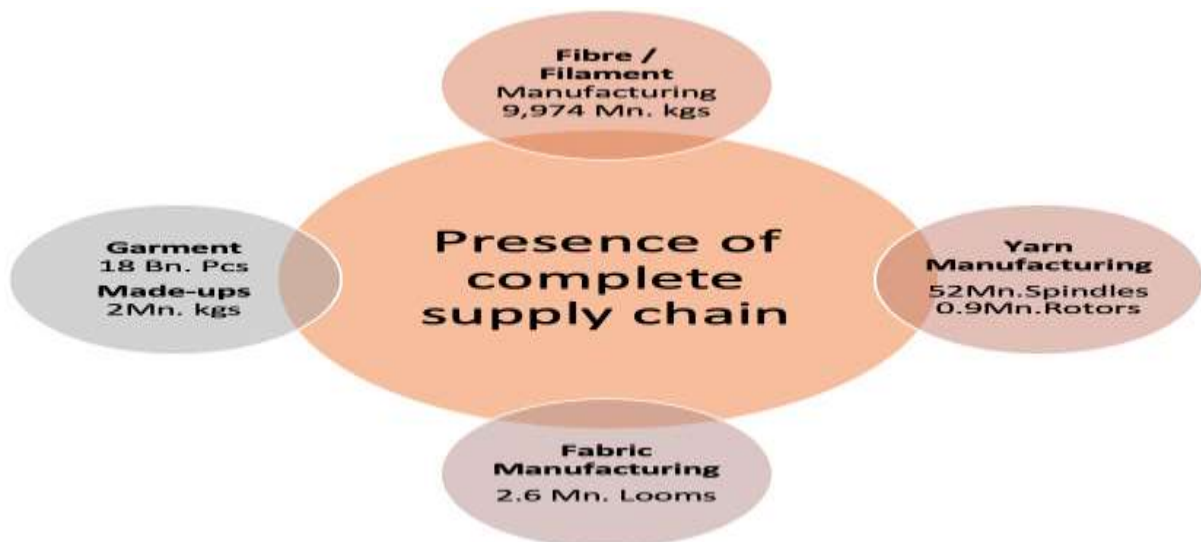 Fibre /
Filament
Manufacturing
9,974 Mn. kgs
Presence of
complete
supply chain
Garment
18 Bn. Pcs
Made-ups
2Mn. kgs
Yarn
Manufacturing
52Mn.Spindles
0.9Mn.Rotors
Fabric
Manufacturing
2.6 Mn. Looms